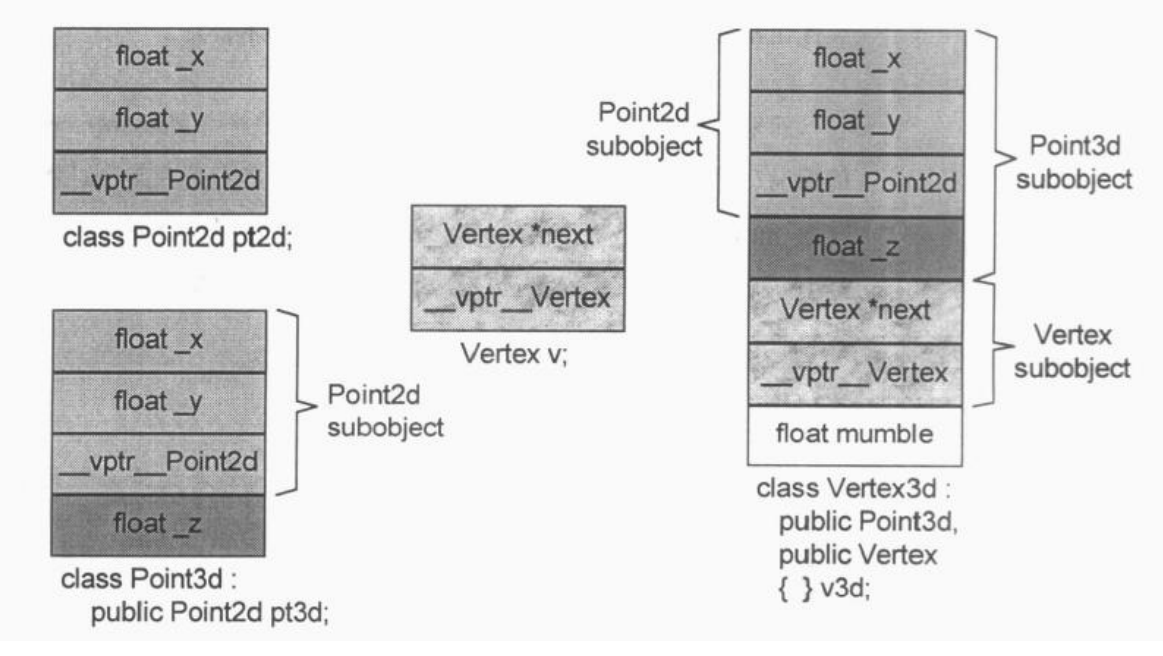 float _x
float _y
__vptr__Point2d
class Point2d pt2d;
float _x
float _y
__vptr__Point2d
float _z
Point2d
subobject
class Point3d :
public Point2d pt3d;
Vertex *next
__vptr__Vertex
Vertex v;
float _x
float _y
__vptr__Point2d
float _z
Vertex *next
__vptr__Vertex
float mumble
Point2d
subobject
Point3d
subobject
Vertex
subobject
class Vertex3d :
public Point3d,
public Vertex
{ } v3d;